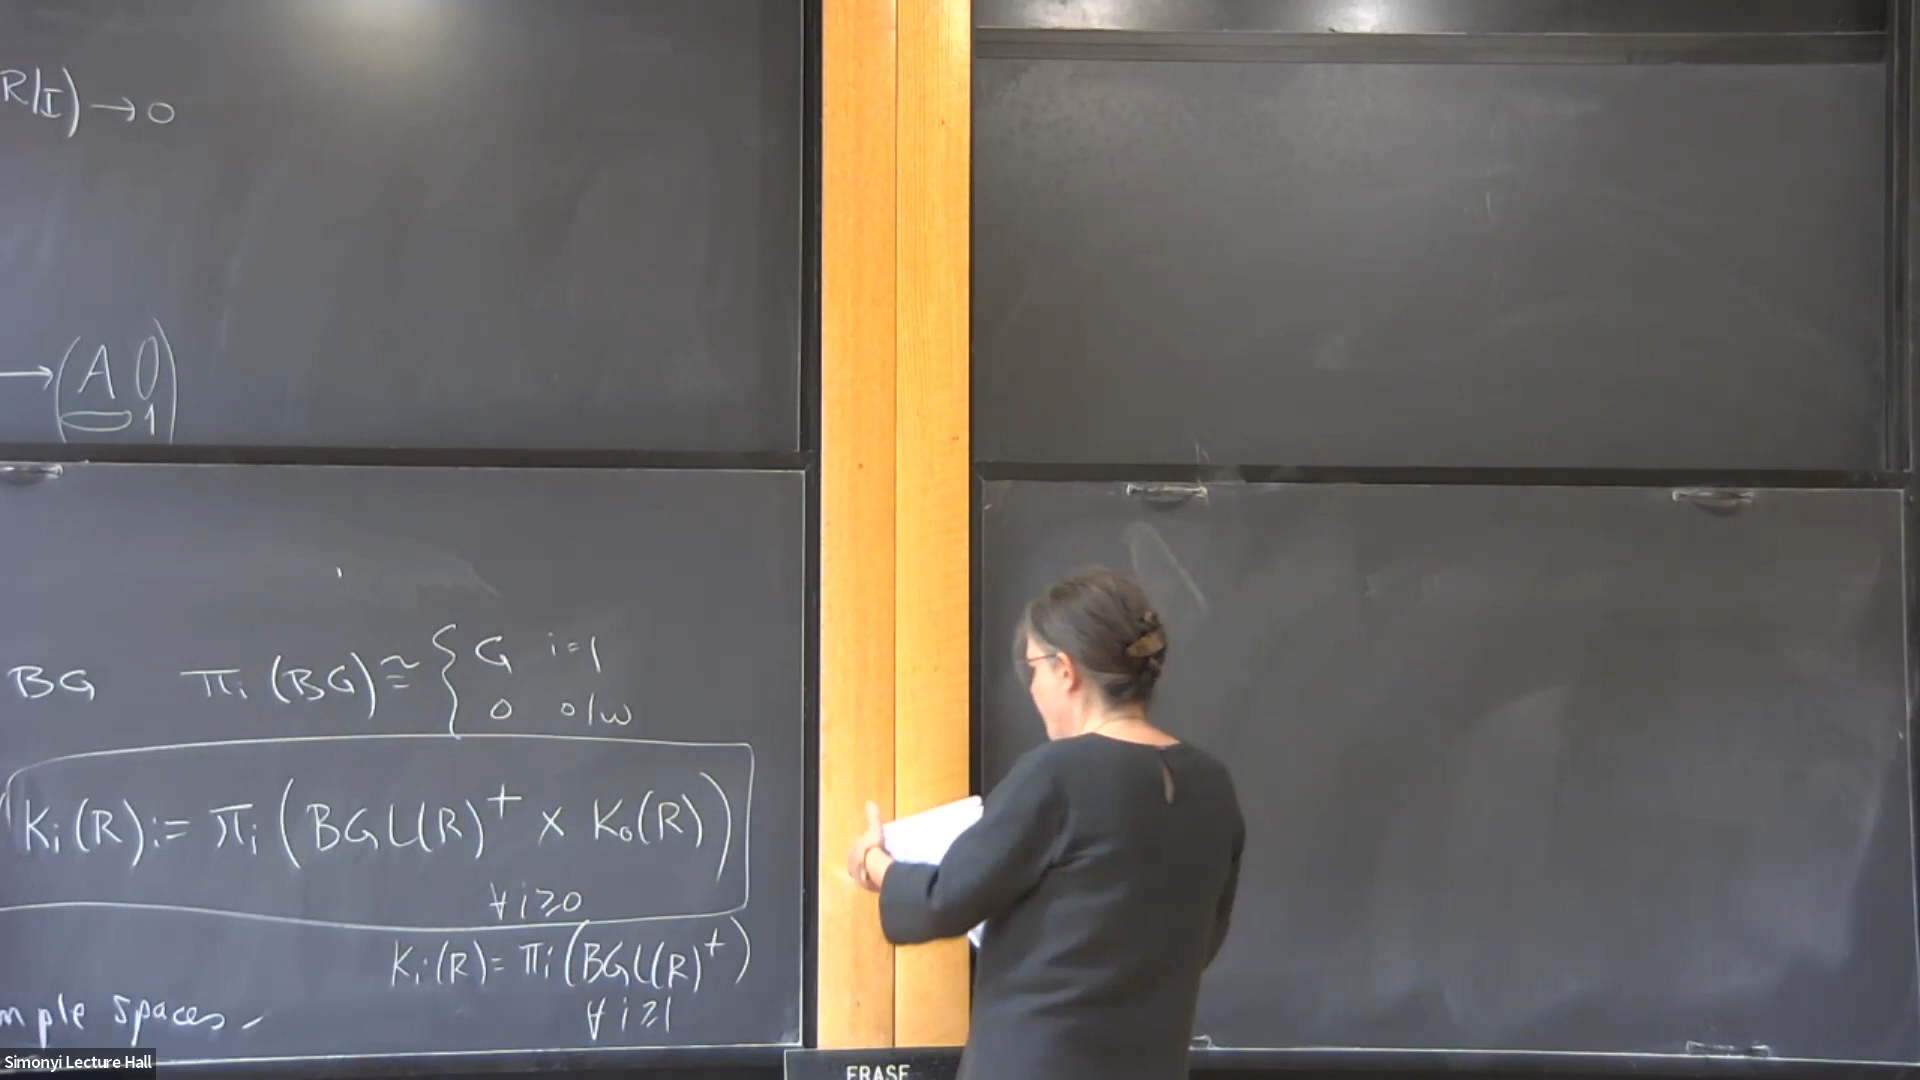 R/I) → 0
→ (A 0
1)
BG πᵢ (BG) ≅ { G i=1
0 o/w
Kᵢ(R) := πᵢ (BGL(R)⁺ × K₀(R))
∀ i ≥ 0
Kᵢ(R) = πᵢ (BGL(R)⁺)
∀ i ≥ 1
mple spaces.
Simonyi Lecture Hall
ERASE